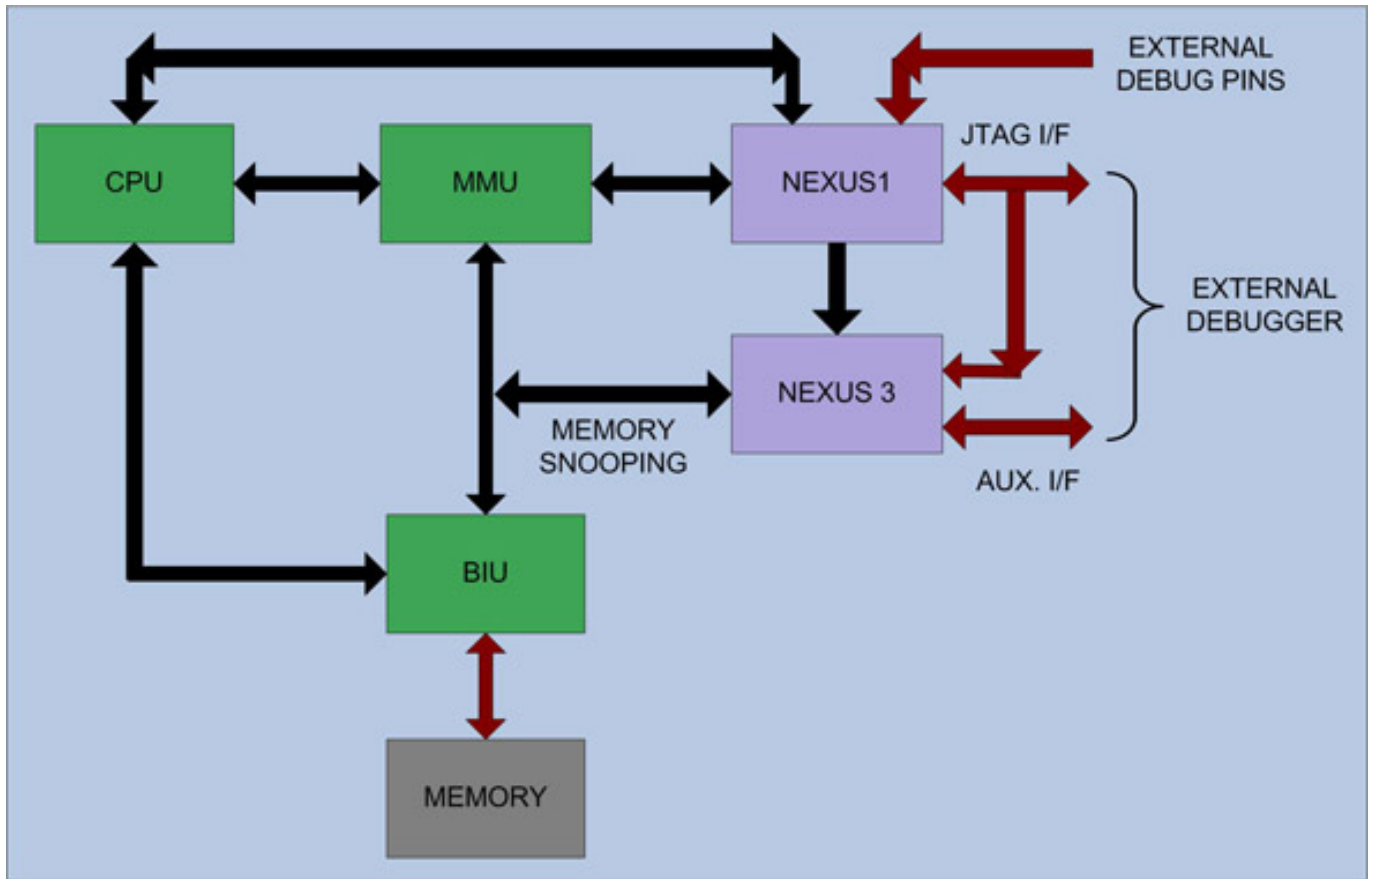 EXTERNAL
DEBUG PINS
JTAG I/F
CPU
MMU
NEXUS1
EXTERNAL
DEBUGGER
NEXUS 3
MEMORY
SNOOPING
AUX. I/F
BIU
MEMORY